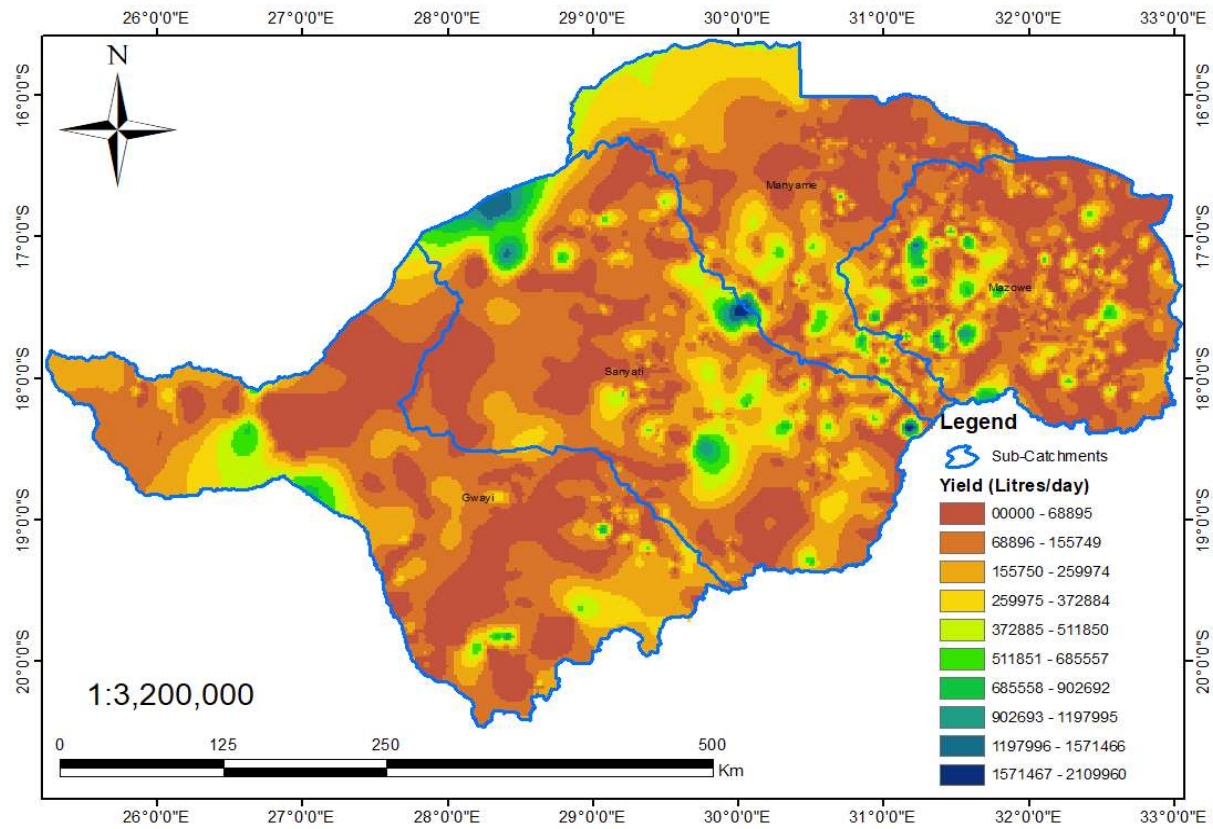 26°0'0"E 27°0'0"E 28°0'0"E 29°0'0"E 30°0'0"E 31°0'0"E 32°0'0"E 33°0'0"E
N
16°0'0"S 16°0'0"S
Manyame
17°0'0"S 17°0'0"S
Mazowe
Sanyati
18°0'0"S 18°0'0"S
Legend
Sub-Catchments
Yield (Litres/day)
Gwayi
19°0'0"S 19°0'0"S
00000 - 68895
68896 - 155749
155750 - 259974
259975 - 372884
372885 - 511850
511851 - 685557
20°0'0"S 20°0'0"S
685558 - 902692
1:3,200,000
902693 - 1197995
1197996 - 1571466
1571467 - 2109960
0 125 250 500
Km
26°0'0"E 27°0'0"E 28°0'0"E 29°0'0"E 30°0'0"E 31°0'0"E 32°0'0"E 33°0'0"E